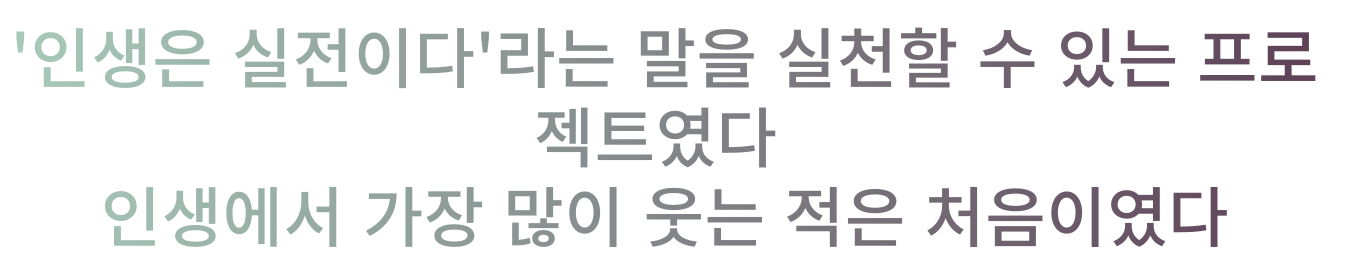 '인생은 실전이다'라는 말을 실천할 수 있는 프로
젝트였다
인생에서 가장 많이 웃는 적은 처음이였다